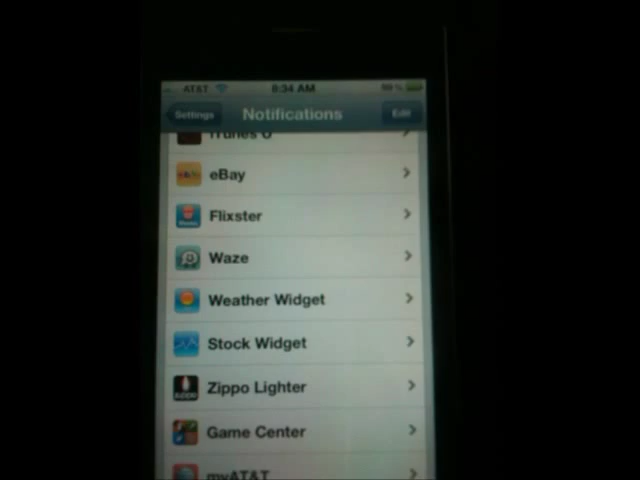 AT&T 8:34 AM
Settings Notifications Edit
iTunes U
eBay
Flixster
Waze
Weather Widget
Stock Widget
Zippo Lighter
Game Center
myAT&T